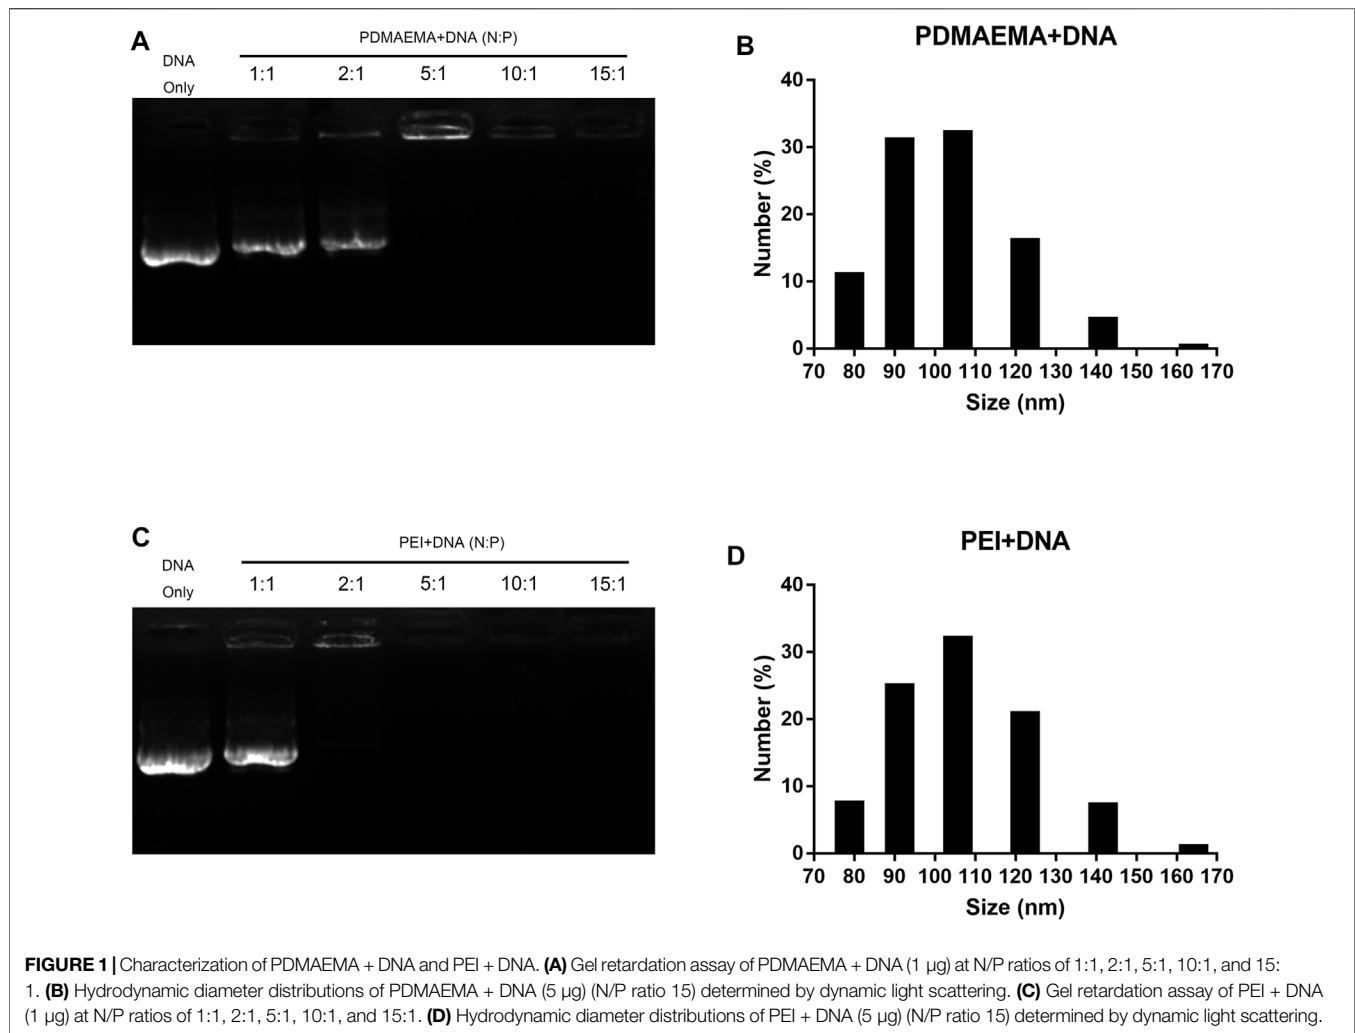 A
PDMAEMA+DNA (N:P)
DNA
Only
1:1 2:1 5:1 10:1 15:1
B
PDMAEMA+DNA
40
30
20
10
0
Number (%)
70 80 90 100 110 120 130 140 150 160 170
Size (nm)
C
PEI+DNA (N:P)
DNA
Only
1:1 2:1 5:1 10:1 15:1
D
PEI+DNA
40
30
20
10
0
Number (%)
70 80 90 100 110 120 130 140 150 160 170
Size (nm)
FIGURE 1 | Characterization of PDMAEMA + DNA and PEI + DNA. (A) Gel retardation assay of PDMAEMA + DNA (1 µg) at N/P ratios of 1:1, 2:1, 5:1, 10:1, and 15:
1. (B) Hydrodynamic diameter distributions of PDMAEMA + DNA (5 µg) (N/P ratio 15) determined by dynamic light scattering. (C) Gel retardation assay of PEI + DNA
(1 µg) at N/P ratios of 1:1, 2:1, 5:1, 10:1, and 15:1. (D) Hydrodynamic diameter distributions of PEI + DNA (5 µg) (N/P ratio 15) determined by dynamic light scattering.